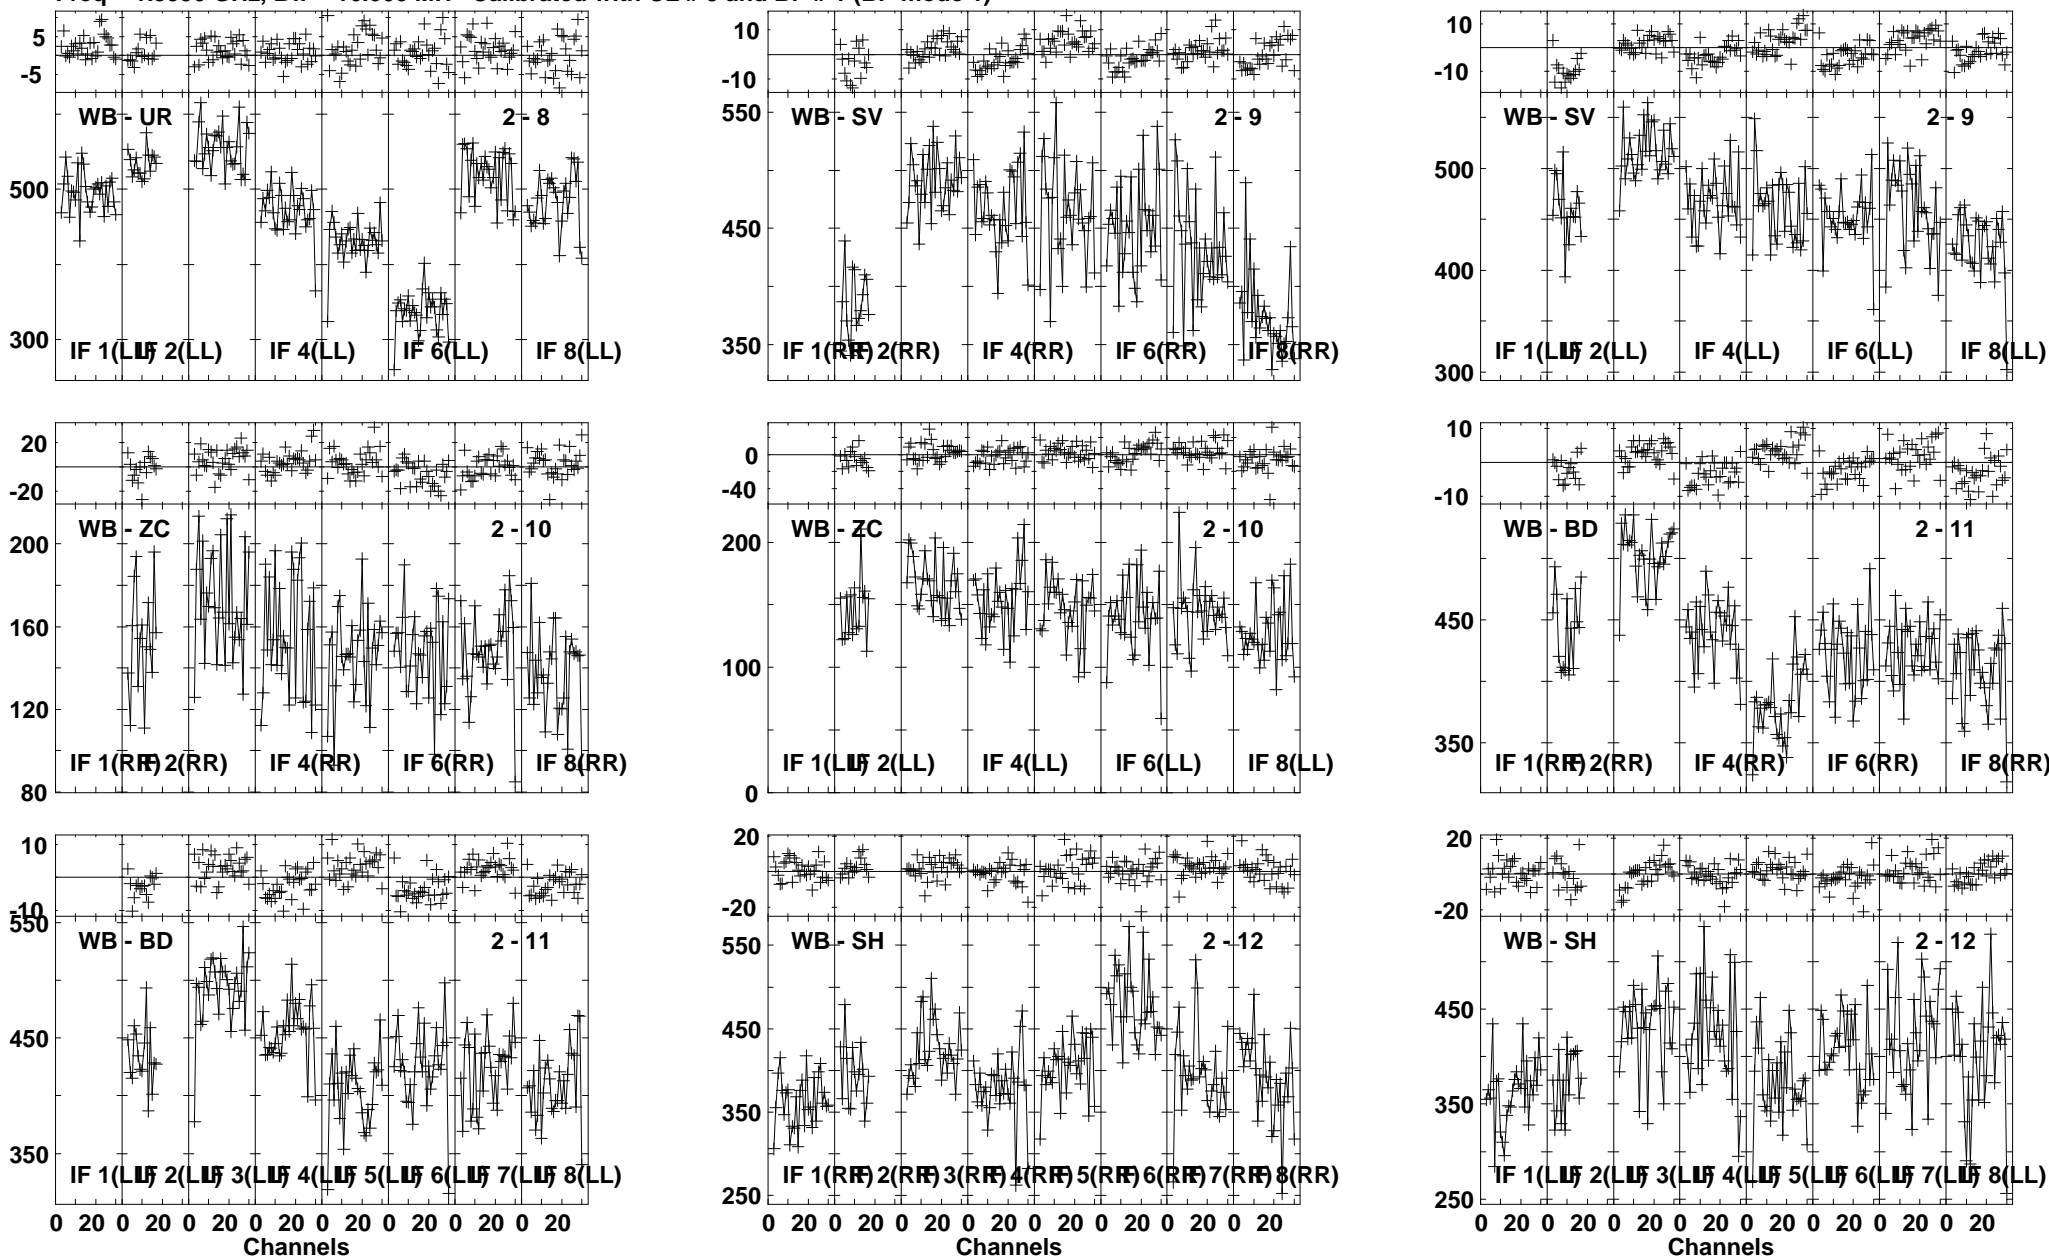 5
-5
WB - UR 2 - 8
500
300
IF 1(LL) IF 2(LL) IF 4(LL) IF 6(LL) IF 8(LL)
10
-10
550
WB - SV 2 - 9
450
350
IF 1(RR) IF 2(RR) IF 4(RR) IF 6(RR) IF 8(RR)
10
-10
WB - SV 2 - 9
500
400
300
IF 1(LL) IF 2(LL) IF 4(LL) IF 6(LL) IF 8(LL)
20
-20
WB - ZC 2 - 10
200
160
120
80
IF 1(RR) IF 2(RR) IF 4(RR) IF 6(RR) IF 8(RR)
0
-40
WB - ZC 2 - 10
200
100
0
IF 1(LL) IF 2(LL) IF 4(LL) IF 6(LL) IF 8(LL)
10
-10
WB - BD 2 - 11
450
350
IF 1(RR) IF 2(RR) IF 4(RR) IF 6(RR) IF 8(RR)
10
-10
550
WB - BD 2 - 11
450
350
IF 1(LL) IF 2(LL) IF 3(LL) IF 4(LL) IF 5(LL) IF 6(LL) IF 7(LL) IF 8(LL)
0 20 0 20 0 20 0 20 0 20 0 20 0 20 0 20
Channels
20
-20
WB - SH 2 - 12
550
450
350
250
IF 1(RR) IF 2(RR) IF 3(RR) IF 4(RR) IF 5(RR) IF 6(RR) IF 7(RR) IF 8(RR)
0 20 0 20 0 20 0 20 0 20 0 20 0 20 0 20
Channels
20
-20
WB - SH 2 - 12
450
350
250
IF 1(LL) IF 2(LL) IF 3(LL) IF 4(LL) IF 5(LL) IF 6(LL) IF 7(LL) IF 8(LL)
0 20 0 20 0 20 0 20 0 20 0 20 0 20 0 20
Channels